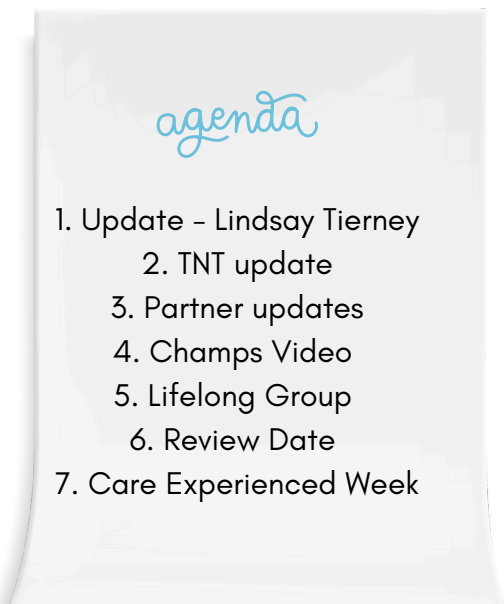 agenda
1. Update - Lindsay Tierney
2. TNT update
3. Partner updates
4. Champs Video
5. Lifelong Group
6. Review Date
7. Care Experienced Week